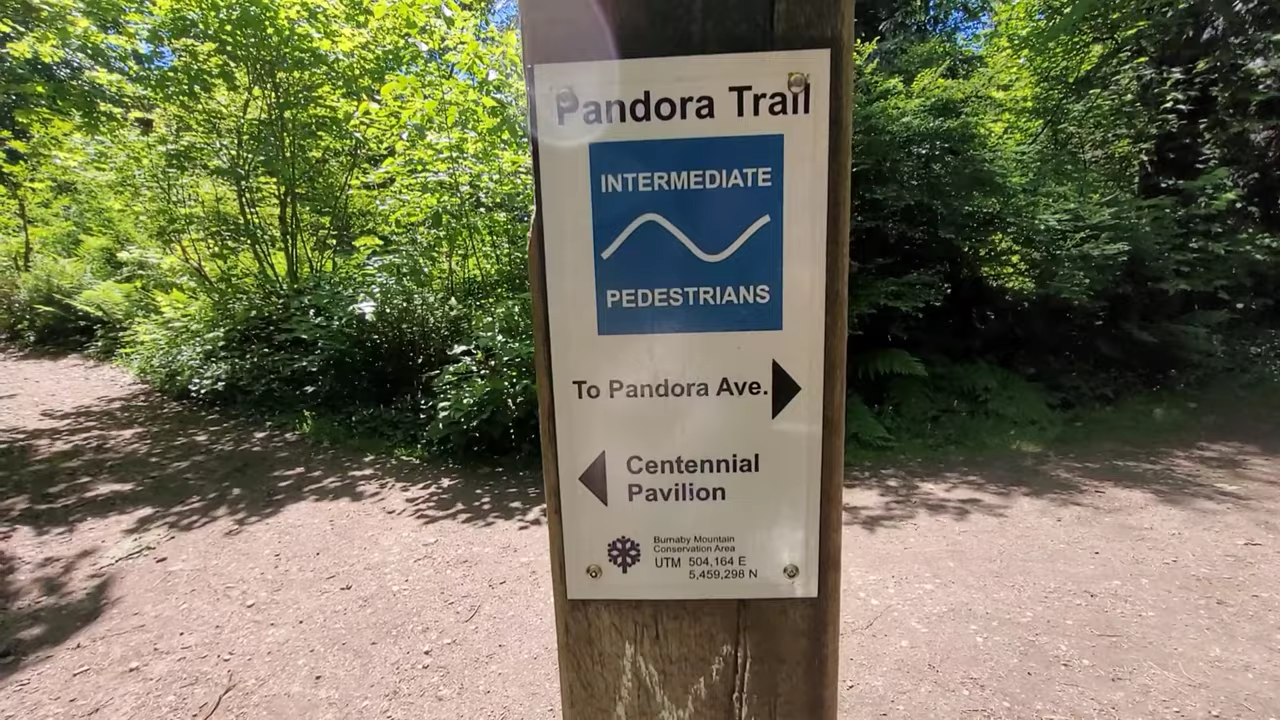 Pandora Trail
INTERMEDIATE
PEDESTRIANS
To Pandora Ave.
Centennial
Pavilion
Burnaby Mountain
Conservation Area
UTM 504,164 E
5,459,298 N